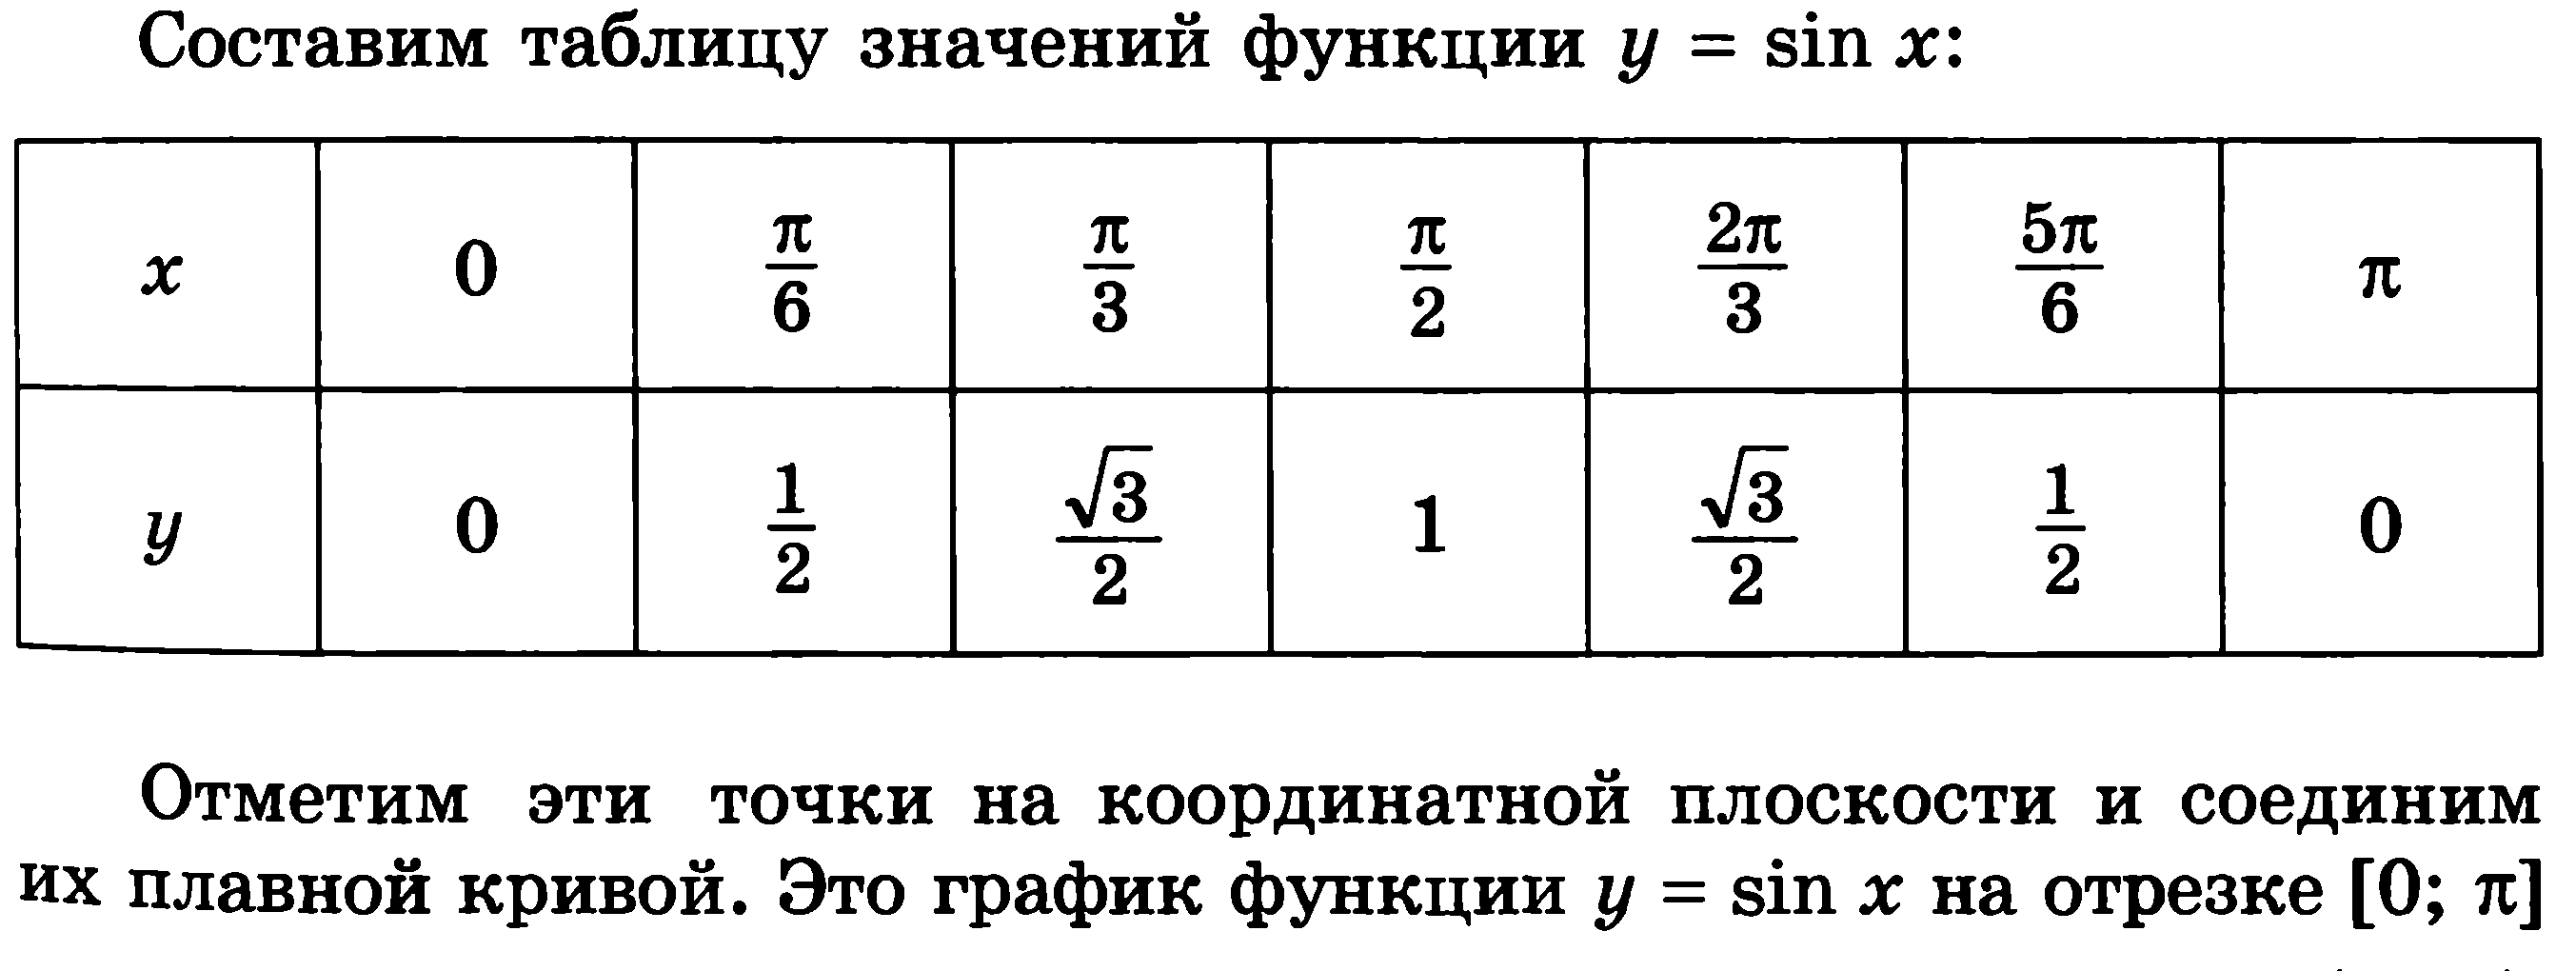 Составим таблицу значений функции y = sin x:
x 0 π/6 π/3 π/2 2π/3 5π/6 π
y 0 1/2 √3/2 1 √3/2 1/2 0
Отметим эти точки на координатной плоскости и соединим
их плавной кривой. Это график функции y = sin x на отрезке [0; π]